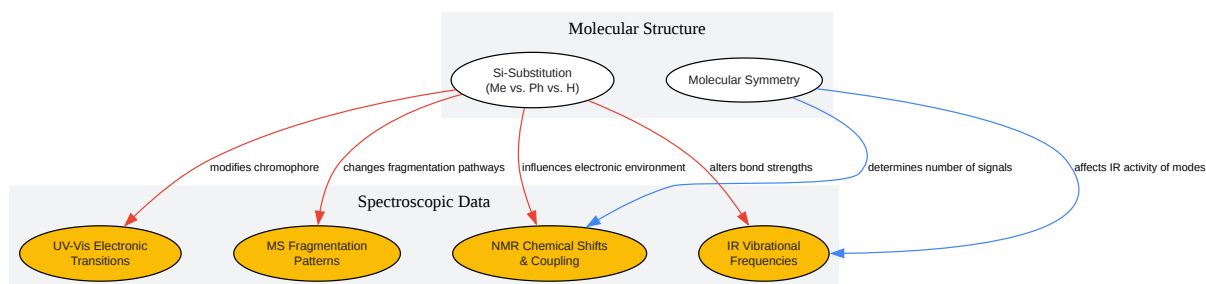 Molecular Structure
Si-Substitution
(Me vs. Ph vs. H)
Molecular Symmetry
modifies chromophore
changes fragmentation pathways
influences electronic environment
alters bond strengths
determines number of signals
affects IR activity of modes
Spectroscopic Data
UV-Vis Electronic
Transitions
MS Fragmentation
Patterns
NMR Chemical Shifts
& Coupling
IR Vibrational
Frequencies